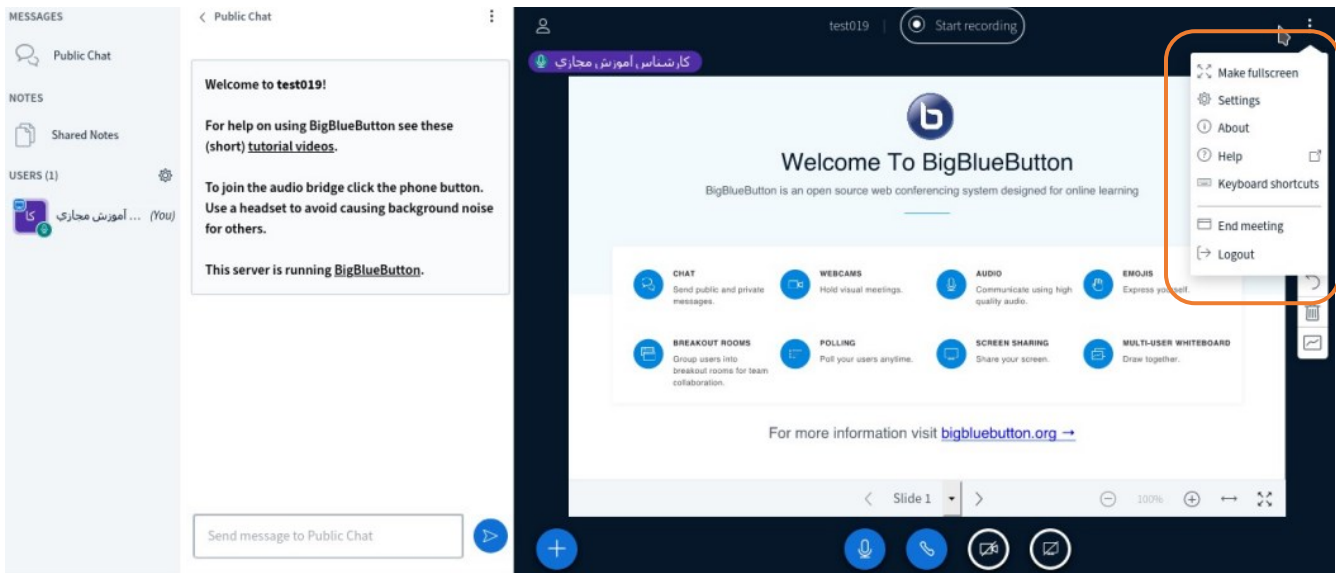 MESSAGES
Public Chat
NOTES
Shared Notes
USERS (1)
کا
... آموزش مجازي (You)
Public Chat
Welcome to test019!
For help on using BigBlueButton see these
(short) tutorial videos.
To join the audio bridge click the phone button.
Use a headset to avoid causing background noise
for others.
This server is running BigBlueButton.
Send message to Public Chat
test019
Start recording
کارشناس آموزش مجازي
Welcome To BigBlueButton
BigBlueButton is an open source web conferencing system designed for online learning
CHAT
Send public and private
messages.
WEBCAMS
Hold visual meetings.
AUDIO
Communicate using high
quality audio.
EMOJIS
Express yourself.
BREAKOUT ROOMS
Group users into
breakout rooms for team
collaboration.
POLLING
Poll your users anytime.
SCREEN SHARING
Share your screen.
MULTI-USER WHITEBOARD
Draw together.
For more information visit bigbluebutton.org →
Slide 1
100%
Make fullscreen
Settings
About
Help
Keyboard shortcuts
End meeting
Logout